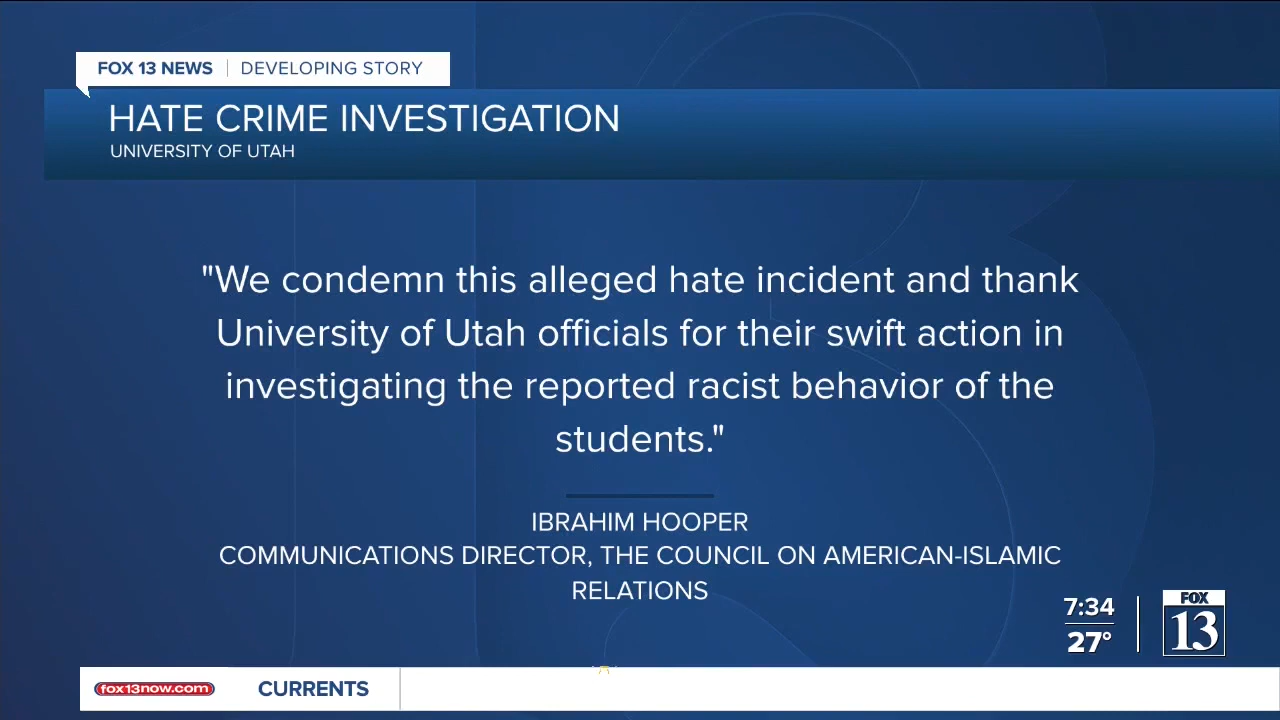 FOX 13 NEWS | DEVELOPING STORY
HATE CRIME INVESTIGATION
UNIVERSITY OF UTAH
"We condemn this alleged hate incident and thank
University of Utah officials for their swift action in
investigating the reported racist behavior of the
students."
IBRAHIM HOOPER
COMMUNICATIONS DIRECTOR, THE COUNCIL ON AMERICAN-ISLAMIC
RELATIONS
7:34
27°
FOX
13
fox13now.com
CURRENTS